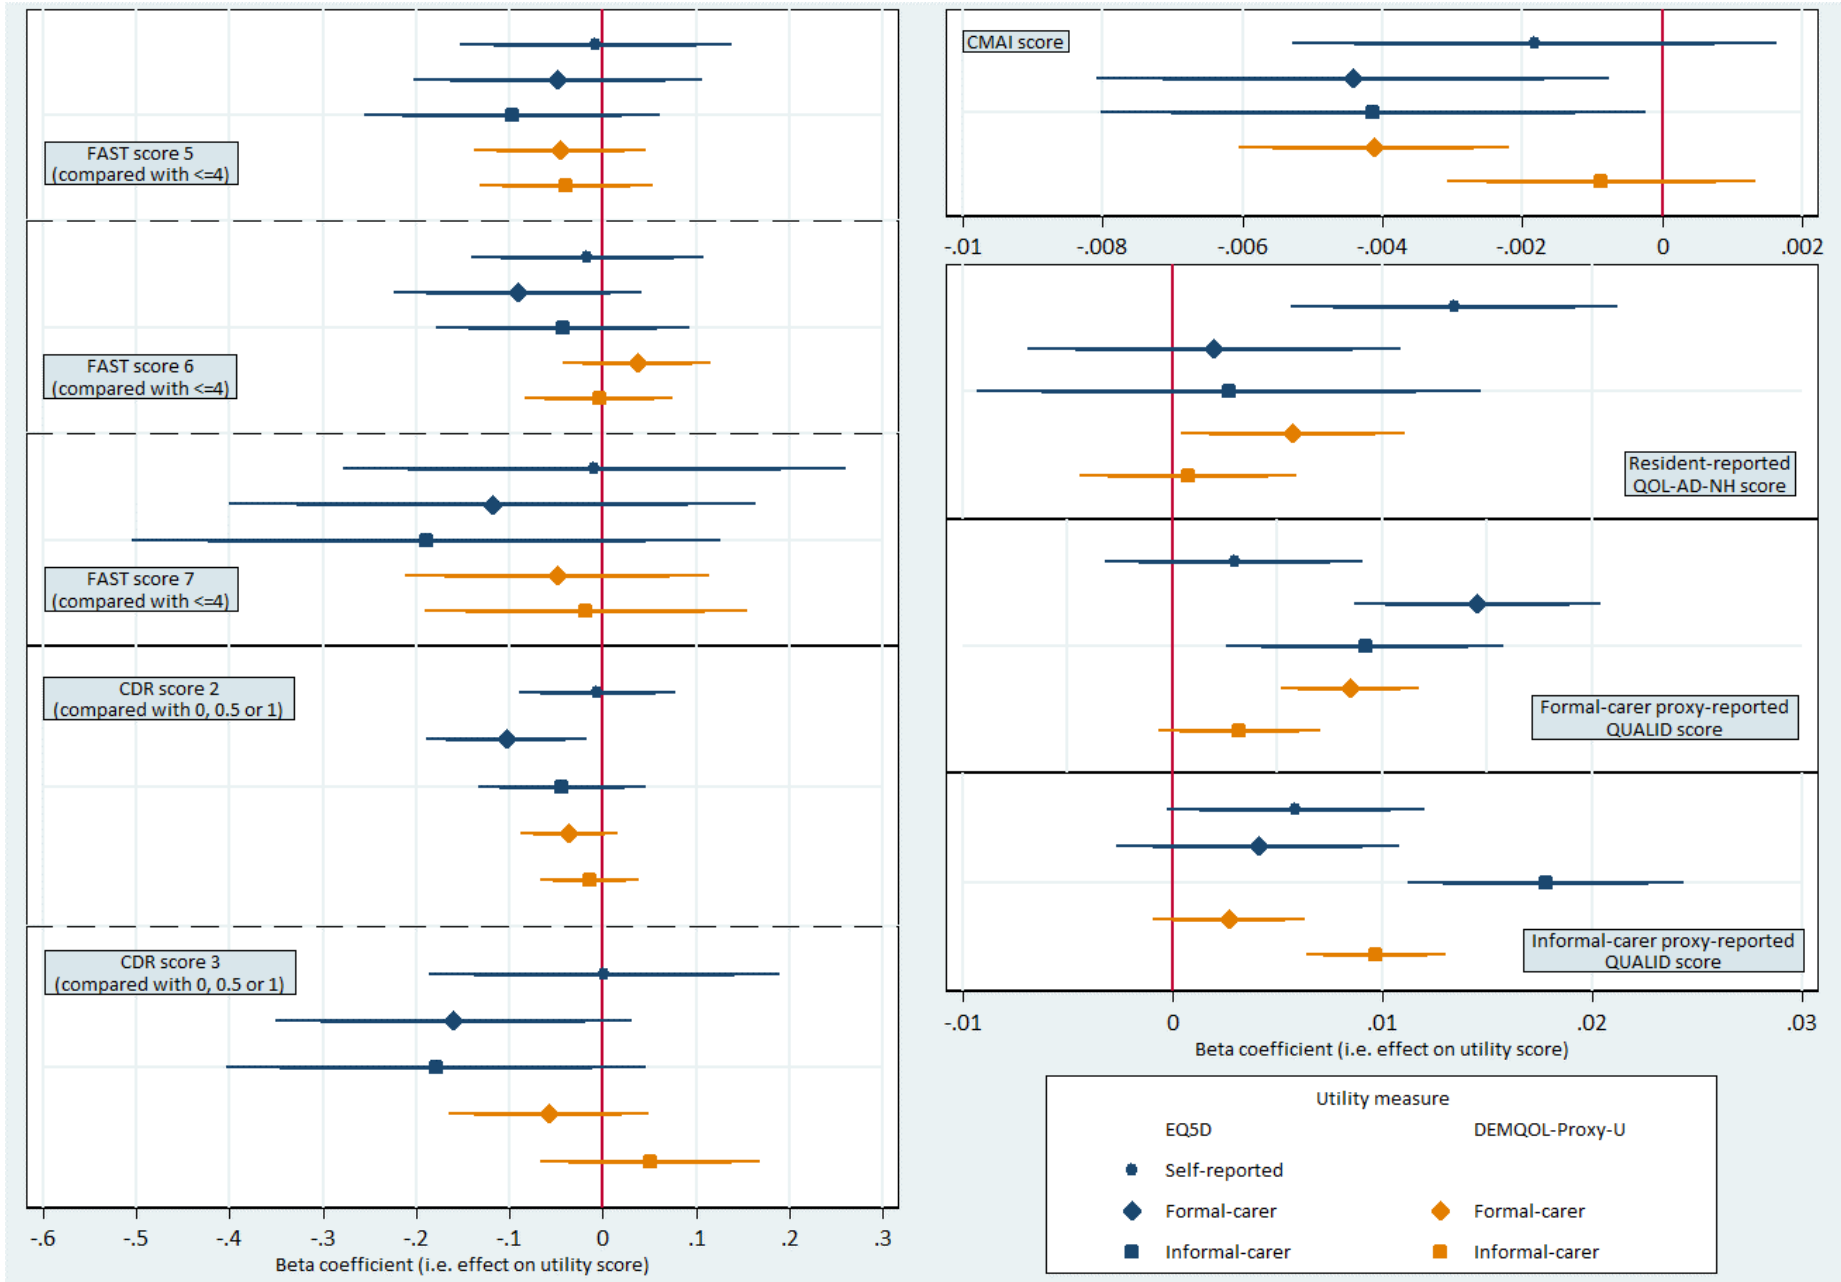 FAST score 5
(compared with <=4)
FAST score 6
(compared with <=4)
FAST score 7
(compared with <=4)
CDR score 2
(compared with 0, 0.5 or 1)
CDR score 3
(compared with 0, 0.5 or 1)
-.6 -.5 -.4 -.3 -.2 -.1 0 .1 .2 .3
Beta coefficient (i.e. effect on utility score)
CMAI score
-.01 -.008 -.006 -.004 -.002 0 .002
Resident-reported
QOL-AD-NH score
Formal-carer proxy-reported
QUALID score
Informal-carer proxy-reported
QUALID score
-.01 0 .01 .02 .03
Beta coefficient (i.e. effect on utility score)
Utility measure
EQ5D DEMQOL-Proxy-U
Self-reported
Formal-carer Formal-carer
Informal-carer Informal-carer